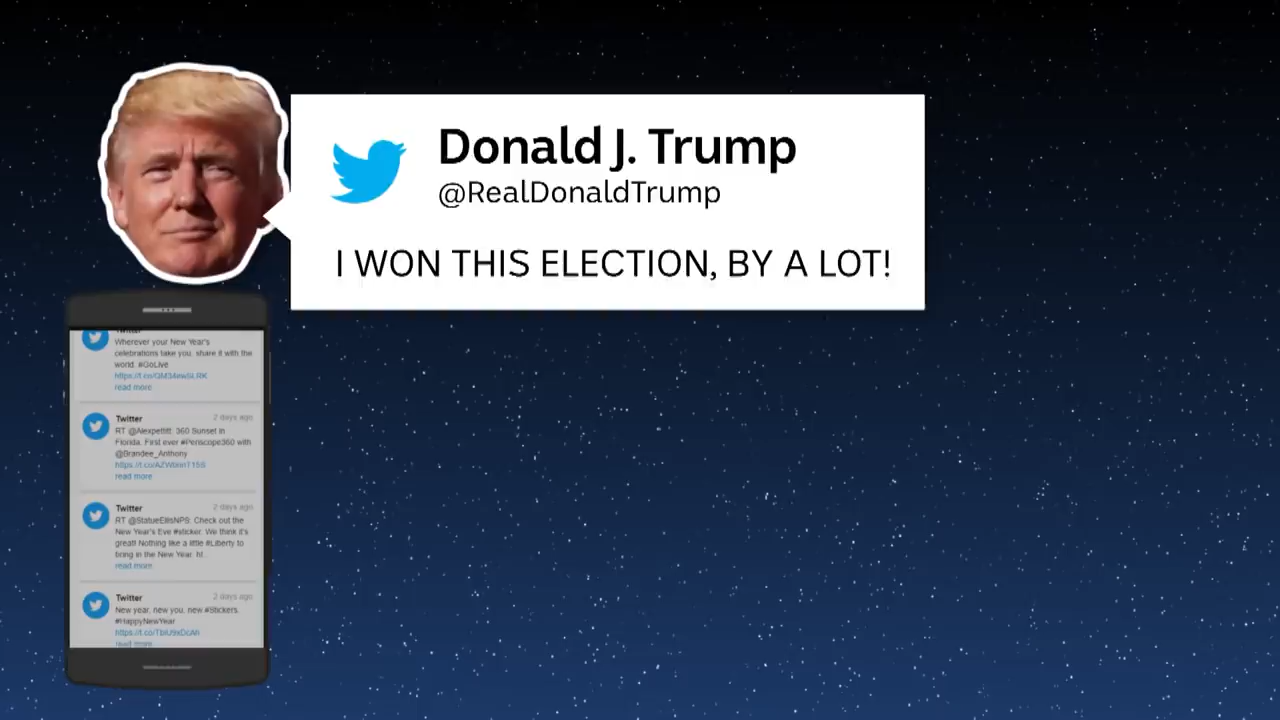 Donald J. Trump
@RealDonaldTrump
I WON THIS ELECTION, BY A LOT!
Wherever your New Year's
celebrations take you, share it with the
world. #GoLive
read more
Twitter 2 days ago
RT @Alexpettitt: 360 Sunset in
Florida. First ever #Periscope360 with
@Brandee_Anthony
read more
Twitter 2 days ago
RT @StatueEllisNPS: Check out the
New Year's Eve #sticker. We think it's
great! Nothing like a little #Liberty to
bring in the New Year. ht..
read more
Twitter 2 days ago
New year, new you, new #Stickers.
#HappyNewYear
read more